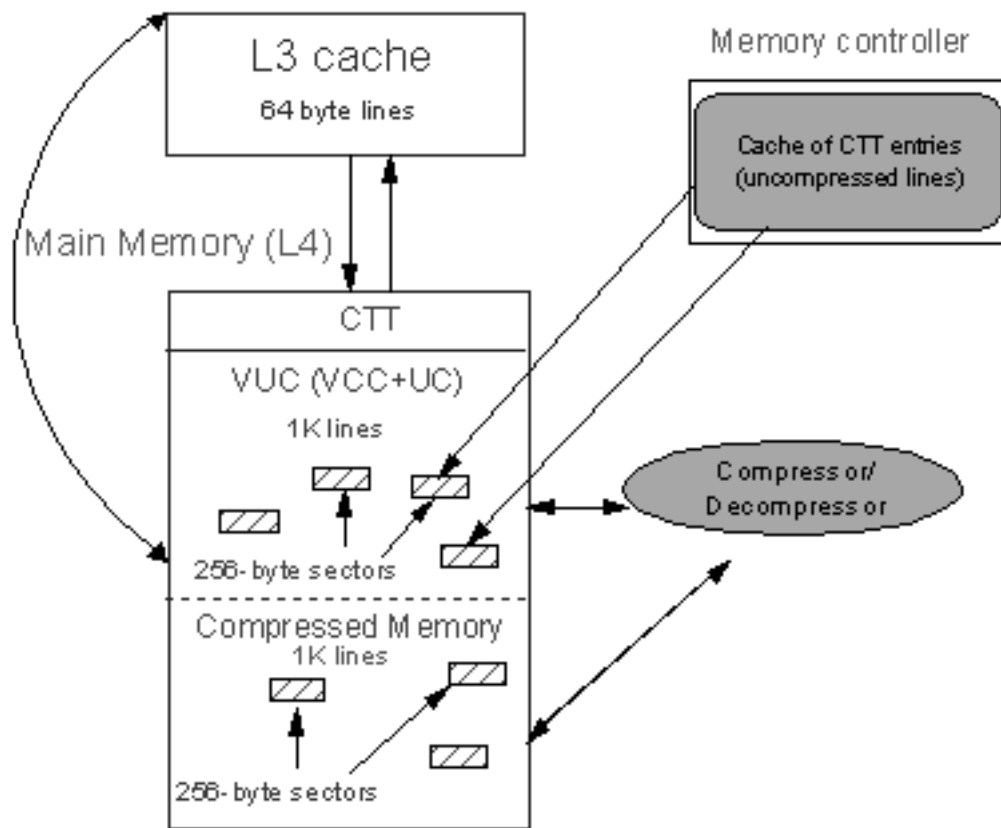 L3 cache
64 byte lines
Memory controller
Cache of CTT entries
(uncompressed lines)
Main Memory (L4)
CTT
VUC (VCC+UC)
1K lines
Compressor/
Decompressor
256-byte sectors
Compressed Memory
1K lines
256-byte sectors